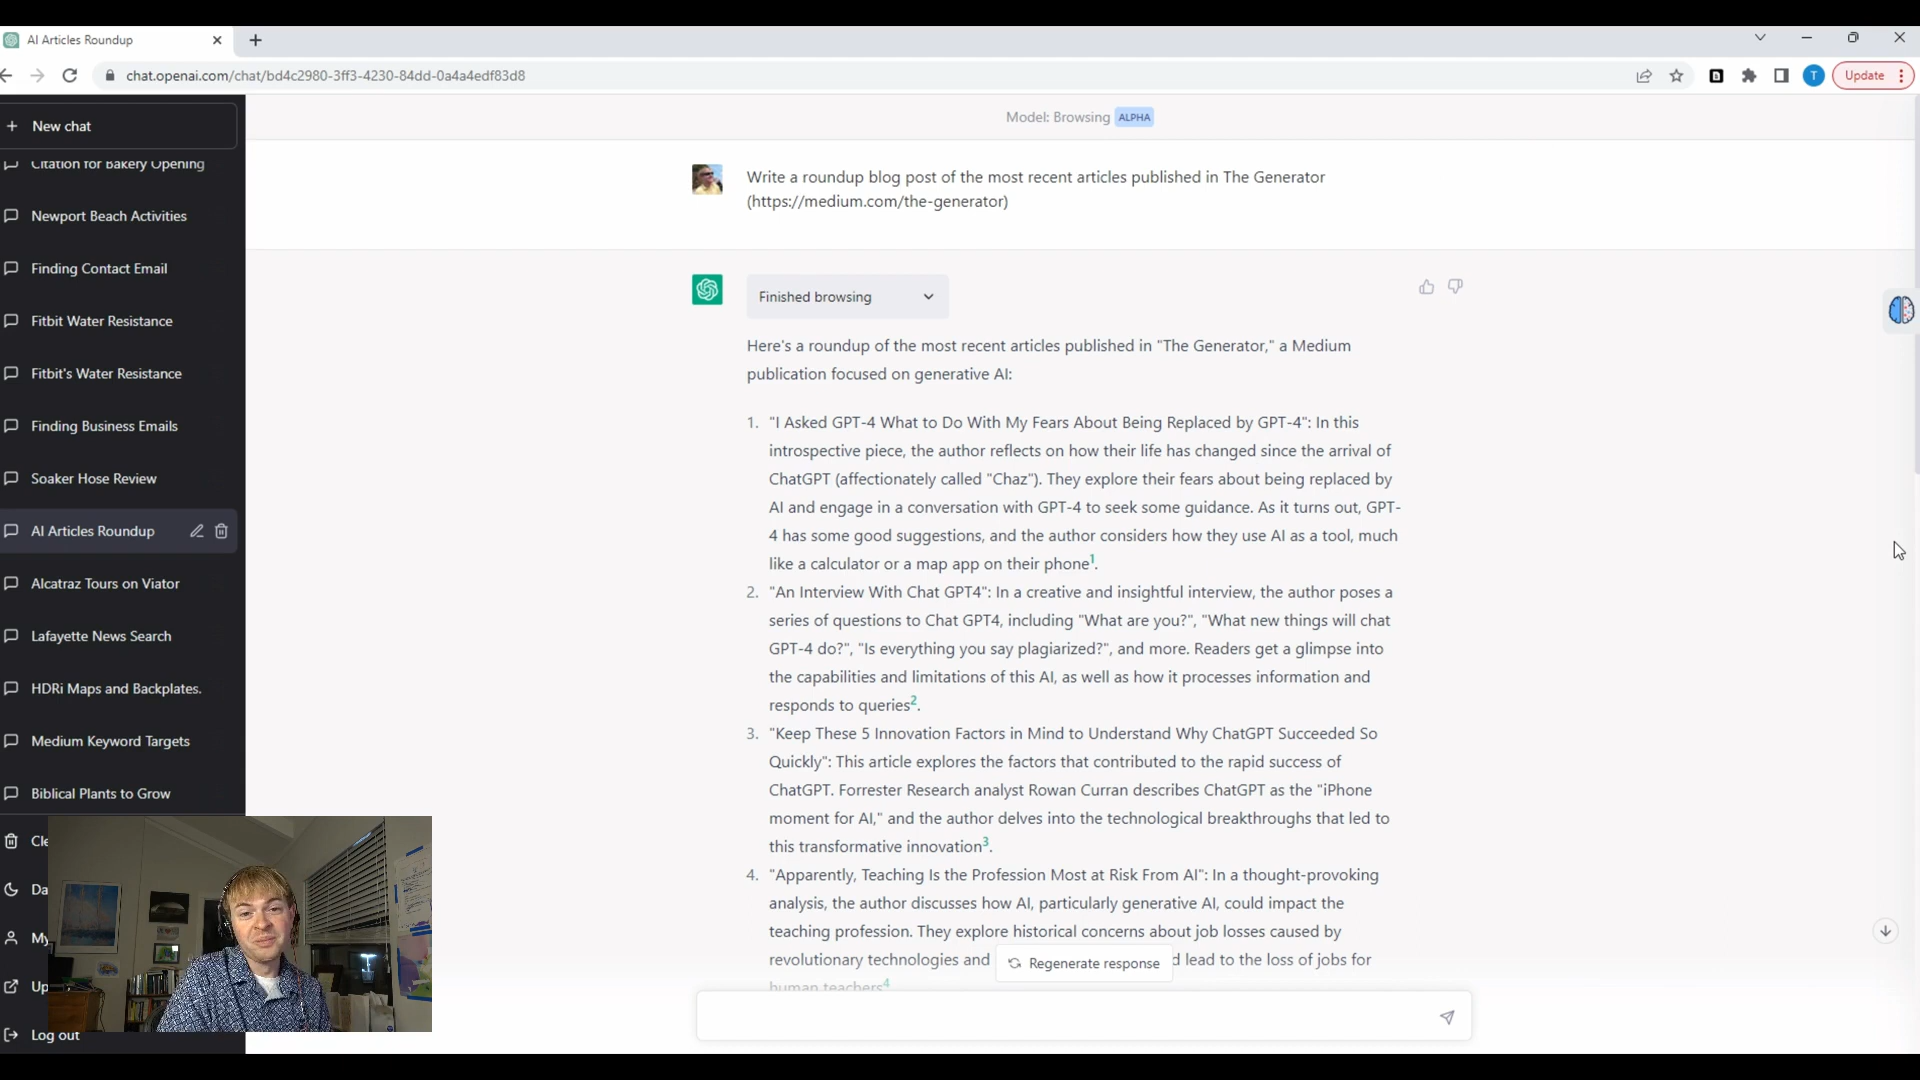 AI Articles Roundup
chat.openai.com/chat/bd4c2980-3ff3-4230-84dd-0a4a4edf83d8
T
Update
New chat
Citation for Bakery Opening
Newport Beach Activities
Finding Contact Email
Fitbit Water Resistance
Fitbit's Water Resistance
Finding Business Emails
Soaker Hose Review
AI Articles Roundup
Alcatraz Tours on Viator
Lafayette News Search
HDRi Maps and Backplates.
Medium Keyword Targets
Biblical Plants to Grow
Cle
Da
My
Up
Log out
Model: Browsing ALPHA
Write a roundup blog post of the most recent articles published in The Generator
(https://medium.com/the-generator)
Finished browsing
Here's a roundup of the most recent articles published in "The Generator," a Medium
publication focused on generative AI:
1. "I Asked GPT-4 What to Do With My Fears About Being Replaced by GPT-4": In this
introspective piece, the author reflects on how their life has changed since the arrival of
ChatGPT (affectionately called "Chaz"). They explore their fears about being replaced by
AI and engage in a conversation with GPT-4 to seek some guidance. As it turns out, GPT-
4 has some good suggestions, and the author considers how they use AI as a tool, much
like a calculator or a map app on their phone1.
2. "An Interview With Chat GPT4": In a creative and insightful interview, the author poses a
series of questions to Chat GPT4, including "What are you?", "What new things will chat
GPT-4 do?", "Is everything you say plagiarized?", and more. Readers get a glimpse into
the capabilities and limitations of this AI, as well as how it processes information and
responds to queries2.
3. "Keep These 5 Innovation Factors in Mind to Understand Why ChatGPT Succeeded So
Quickly": This article explores the factors that contributed to the rapid success of
ChatGPT. Forrester Research analyst Rowan Curran describes ChatGPT as the "iPhone
moment for AI," and the author delves into the technological breakthroughs that led to
this transformative innovation3.
4. "Apparently, Teaching Is the Profession Most at Risk From AI": In a thought-provoking
analysis, the author discusses how AI, particularly generative AI, could impact the
teaching profession. They explore historical concerns about job losses caused by
revolutionary technologies and d lead to the loss of jobs for
human teachers4
Regenerate response